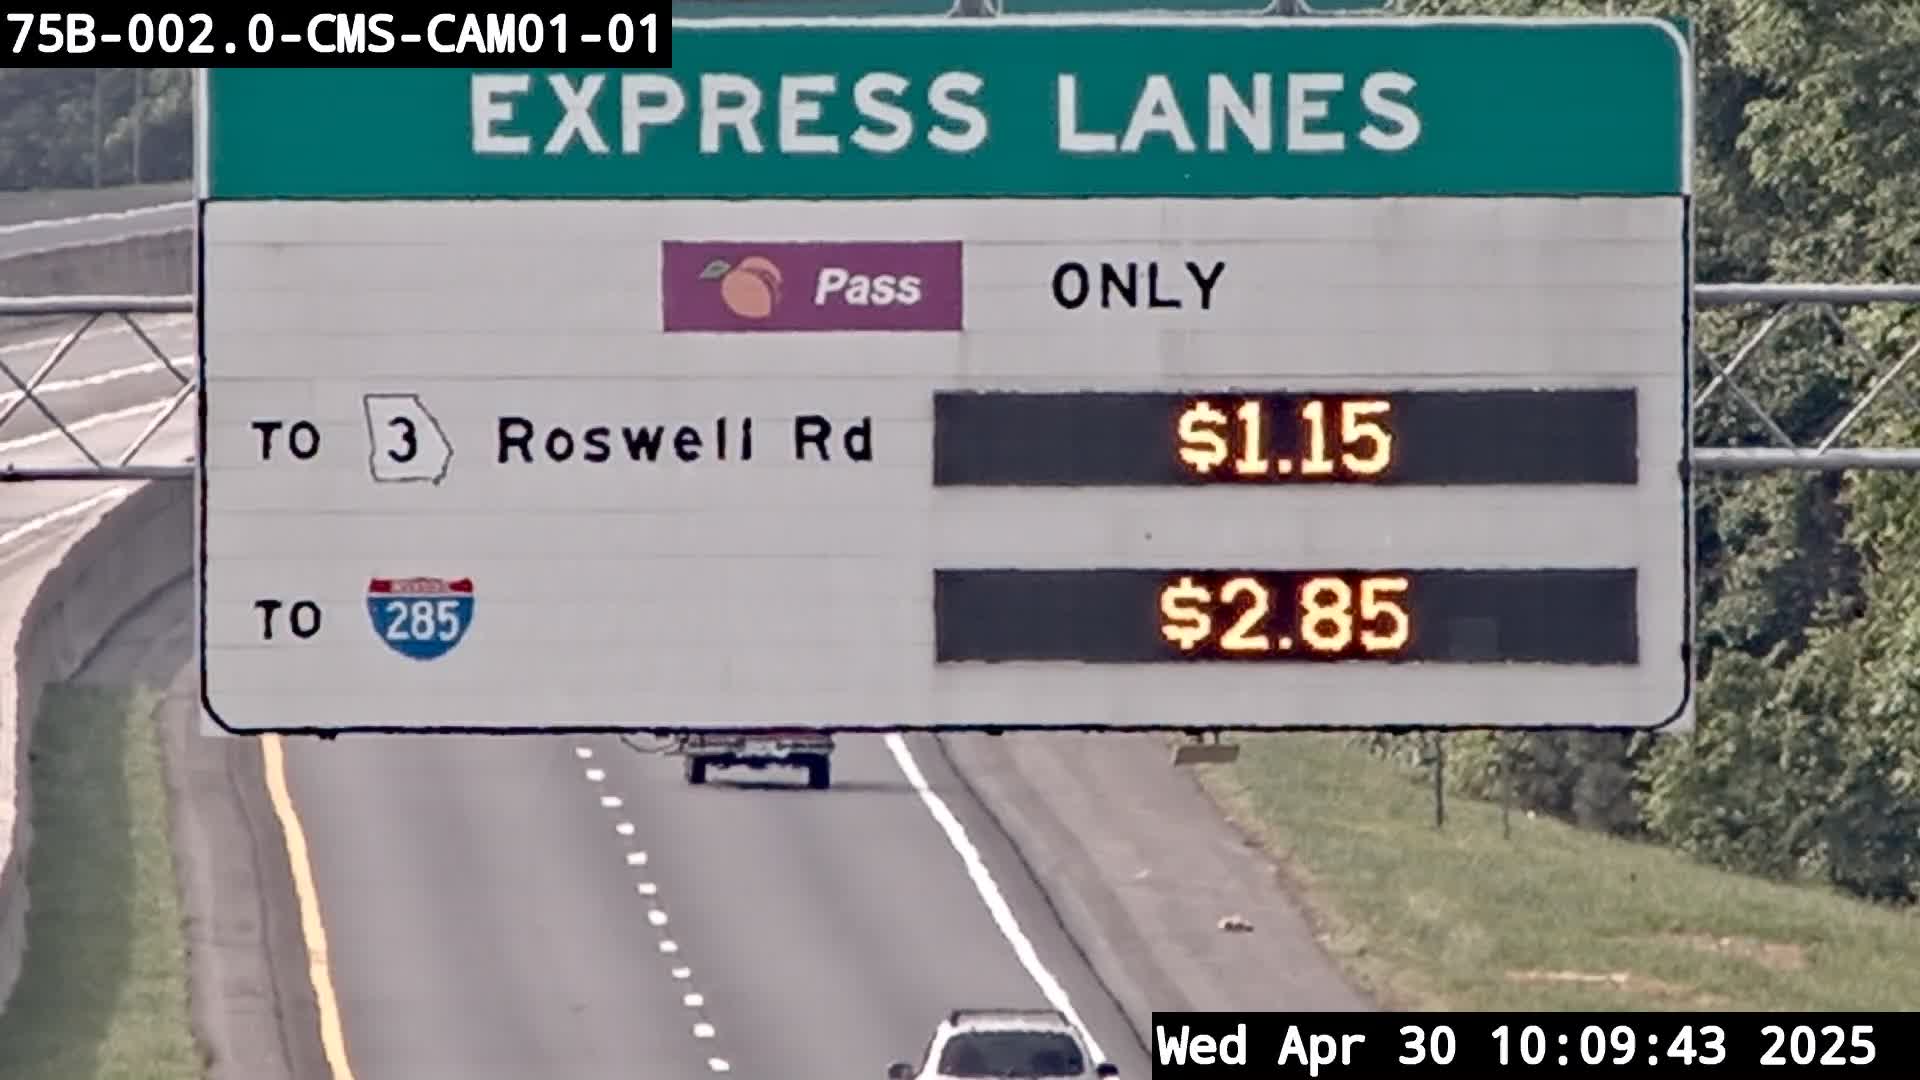 75B-002.0-CMS-CAM01-01
EXPRESS LANES
Pass ONLY
TO 3 Roswell Rd $1.15
TO 285 $2.85
Wed Apr 30 10:09:43 2025